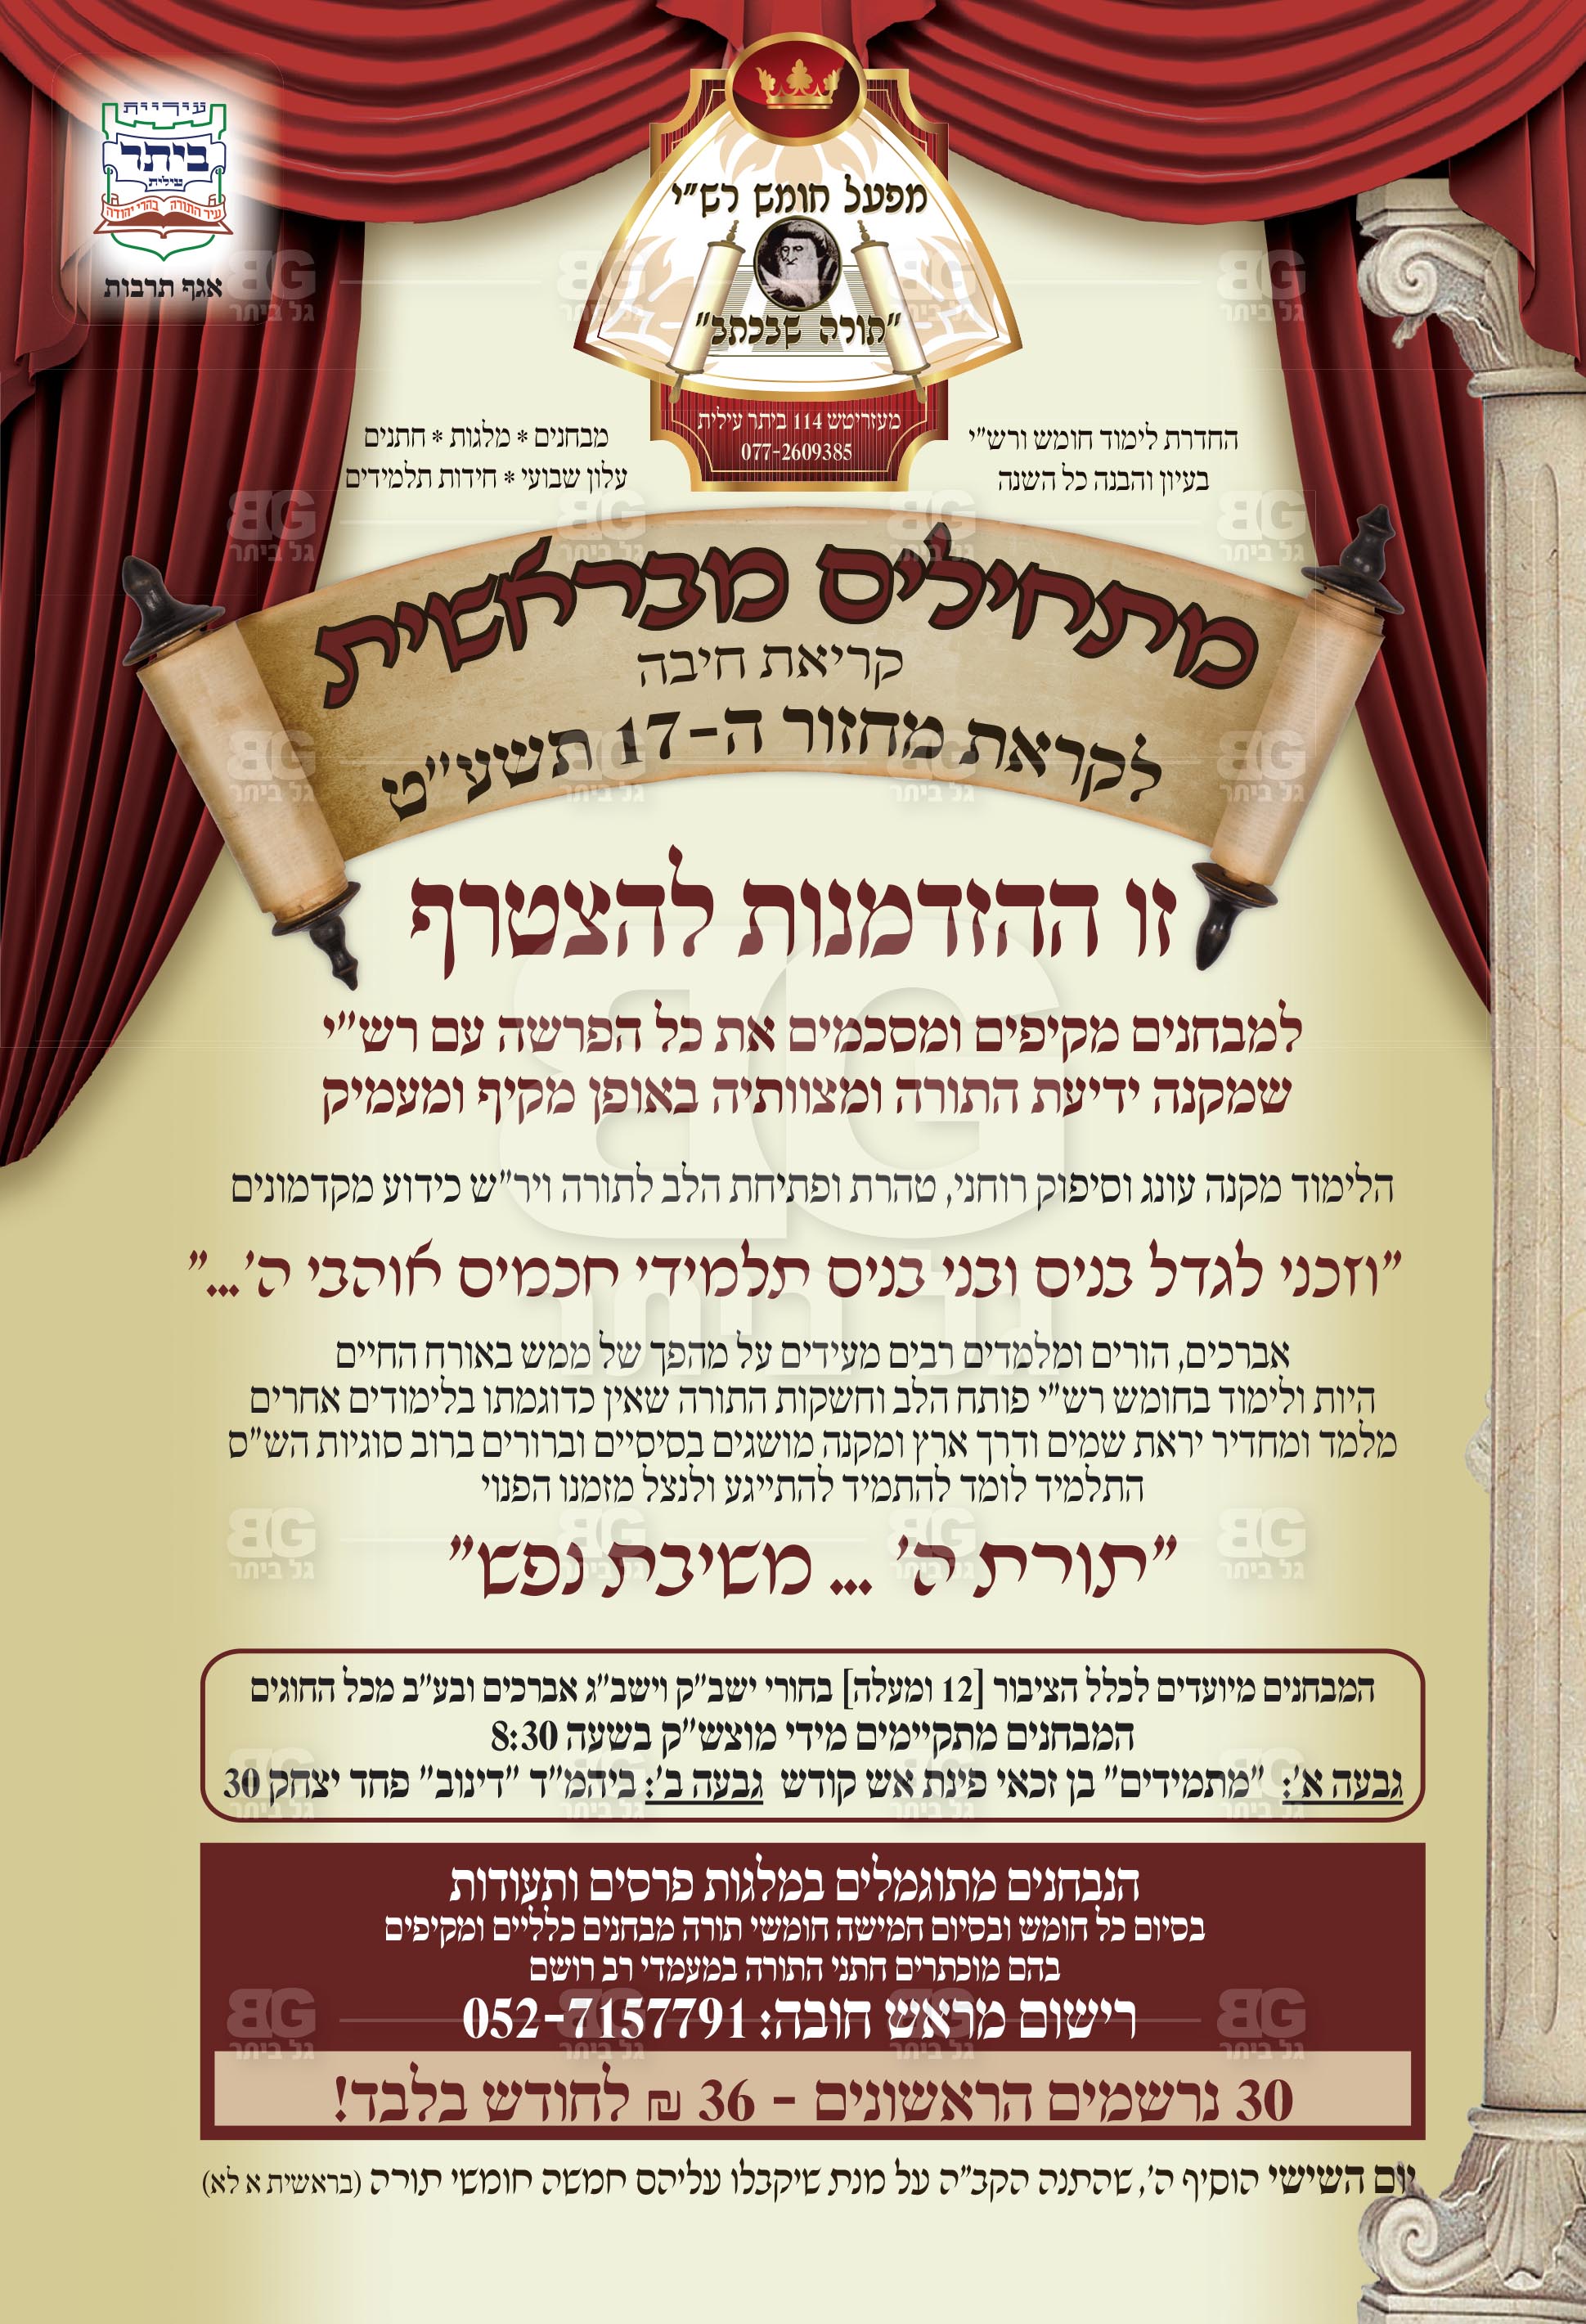 עיריית
ביתר
עילית
עיר התורה בהרי יהודה
אגף תרבות
מפעל חומש רש"י
"תורה שבכתב"
מעזריטש 114 ביתר עילית
077-2609385
החדרת לימוד חומש ורש"י
בעיון והבנה כל השנה
מבחנים * מלגות * חתנים
עלון שבועי * חידות תלמידים
מתחילים מבראשית
קריאת חיבה
לקראת מחזור ה-17 תשע"ט
זו ההזדמנות להצטרף
למבחנים מקיפים ומסכמים את כל הפרשה עם רש"י
שמקנה ידיעת התורה ומצוותיה באופן מקיף ומעמיק
הלימוד מקנה עונג וסיפוק רוחני, טהרת ופתיחת הלב לתורה ויר"ש כידוע מקדמונים
"וזכני לגדל בנים ובני בנים תלמידי חכמים אוהבי ה'..."
אברכים, הורים ומלמדים רבים מעידים על מהפך של ממש באורח החיים
היות ולימוד בחומש רש"י פותח הלב וחשקות התורה שאין כדוגמתו בלימודים אחרים
מלמד ומחדיר יראת שמים ודרך ארץ ומקנה מושגים בסיסיים וברורים ברוב סוגיות הש"ס
התלמיד לומד להתמיד להתייגע ולנצל מזמנו הפנוי
"תורת ה' ... משיבת נפש"
המבחנים מיועדים לכלל הציבור [12 ומעלה] בחורי ישב"ק וישב"ג אברכים ובע"ב מכל החוגים
המבחנים מתקיימים מידי מוצש"ק בשעה 8:30
גבעה א': "מתמידים" בן זכאי פינת אש קודש גבעה ב': ביהמ"ד "דינוב" פחד יצחק 30
הנבחנים מתוגמלים במלגות פרסים ותעודות
בסיום כל חומש ובסיום חמישה חומשי תורה מבחנים כלליים ומקיפים
בהם מוכתרים חתני התורה במעמדי רב רושם
רישום מראש חובה: 052-7157791
30 נרשמים הראשונים - 36 ₪ לחודש בלבד!
יום השישי הוסיף ה', שהתנה הקב"ה על מנת שיקבלו עליהם חמשה חומשי תורה (בראשית א לא)
BG
גל ביתר